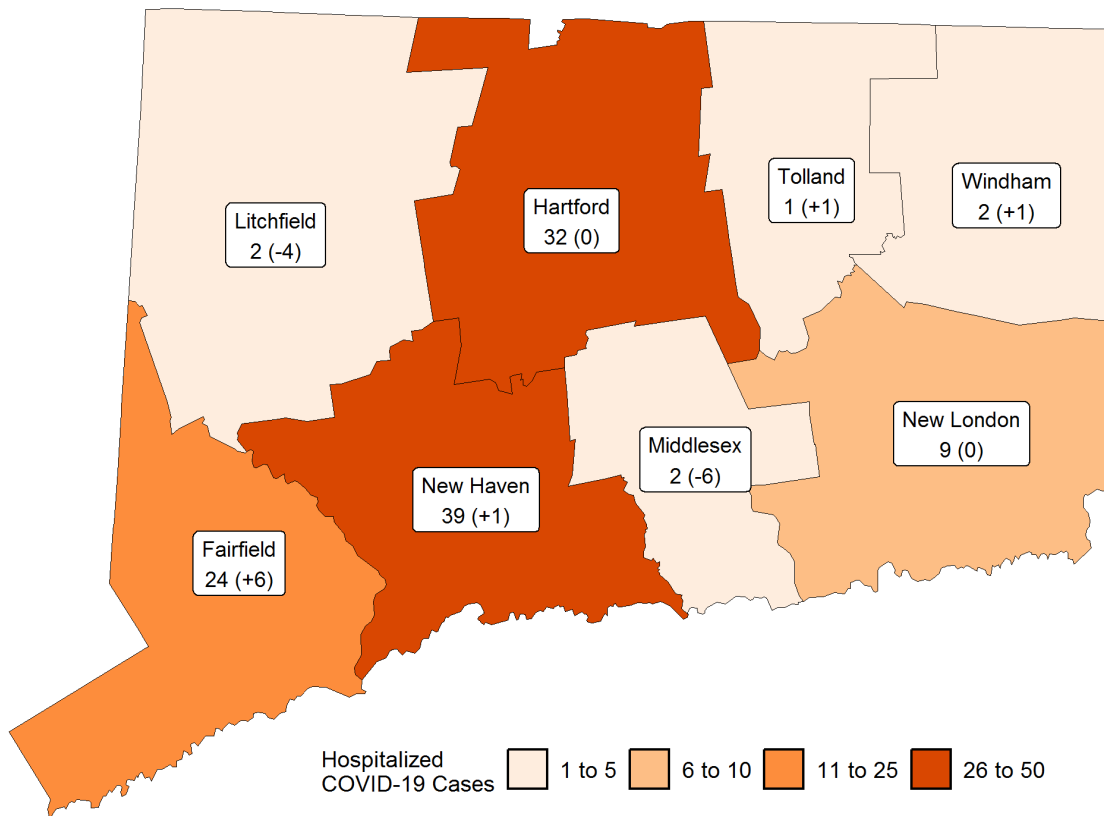 Litchfield
2 (-4)
Hartford
32 (0)
Tolland
1 (+1)
Windham
2 (+1)
Fairfield
24 (+6)
New Haven
39 (+1)
Middlesex
2 (-6)
New London
9 (0)
Hospitalized
COVID-19 Cases
1 to 5
6 to 10
11 to 25
26 to 50